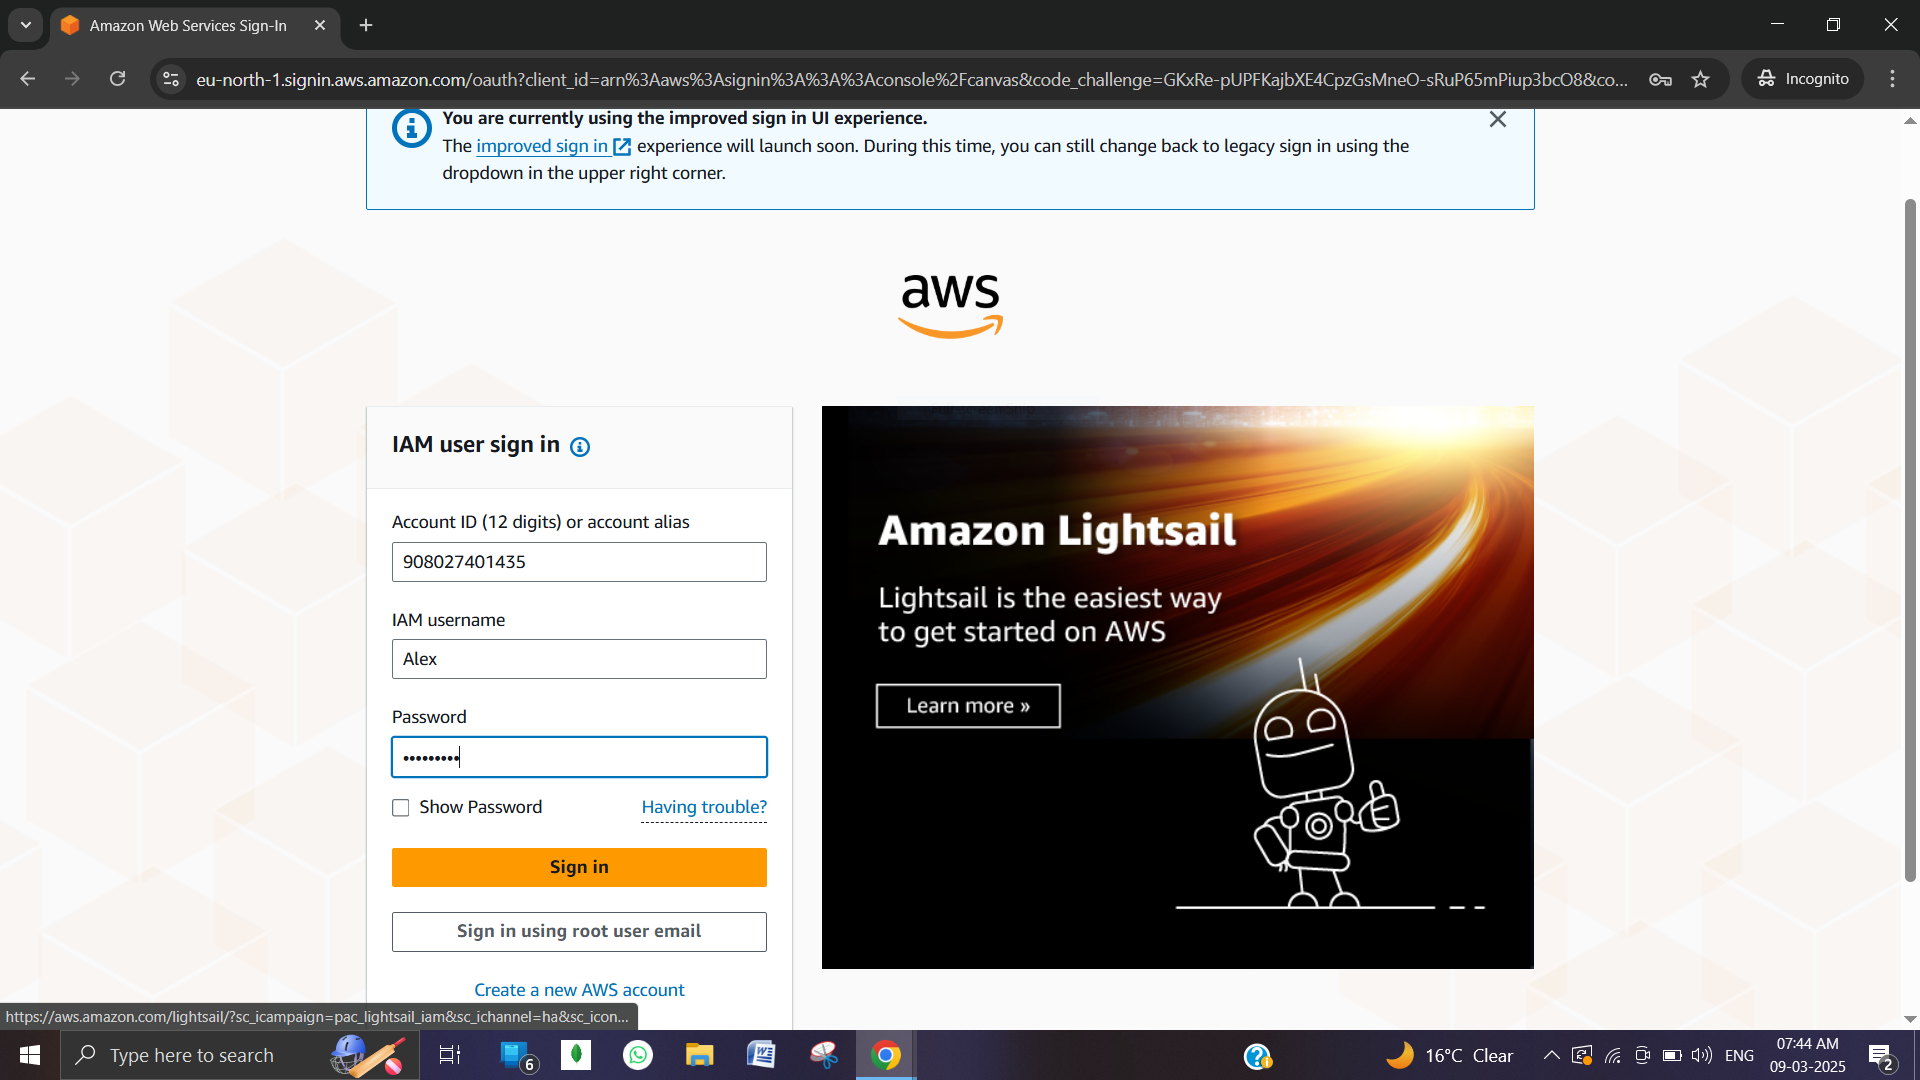 Amazon Web Services Sign-In
eu-north-1.signin.aws.amazon.com/oauth?client_id=arn%3Aaws%3Asignin%3A%3A%3Aconsole%2Fcanvas&code_challenge=GKxRe-pUPFKajbXE4CpzGsMneO-sRuP65mPiup3bcO8&co...
Incognito
You are currently using the improved sign in UI experience.
The improved sign in experience will launch soon. During this time, you can still change back to legacy sign in using the
dropdown in the upper right corner.
aws
IAM user sign in
Account ID (12 digits) or account alias
908027401435
IAM username
Alex
Password
•••••••••
Show Password
Having trouble?
Sign in
Sign in using root user email
Create a new AWS account
Amazon Lightsail
Lightsail is the easiest way
to get started on AWS
Learn more »
https://aws.amazon.com/lightsail/?sc_icampaign=pac_lightsail_iam&sc_ichannel=ha&sc_icon...
Type here to search
6
16°C Clear
ENG
07:44 AM
09-03-2025
2